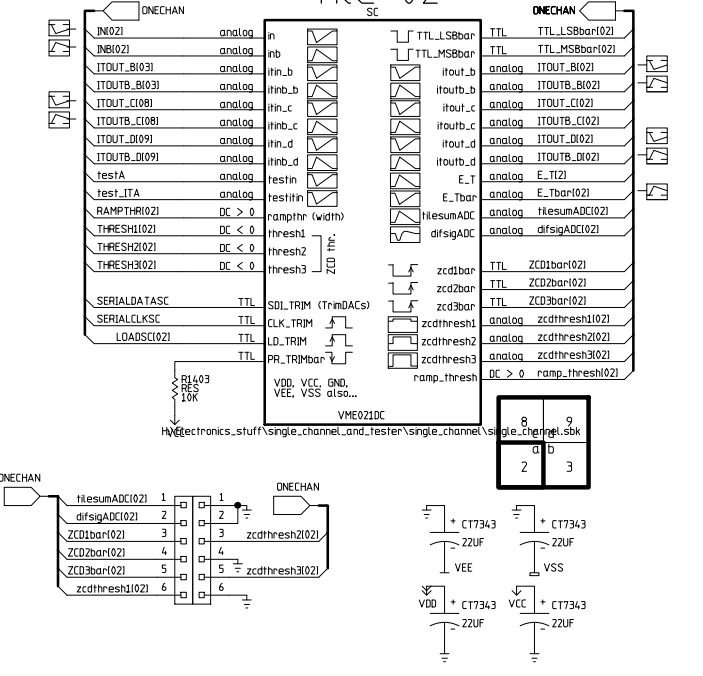 SC
ONECHAN
ONECHAN
IN[02] analog in TTL_LSBbar TTL TTL_LSBbar[02]
INB[02] analog inb TTL_MSBbar TTL TTL_MSBbar[02]
ITOUT_B[03] analog itin_b itout_b analog ITOUT_B[02]
ITOUTB_B[03] analog itinb_b itoutb_b analog ITOUTB_B[02]
ITOUT_C[08] analog itin_c itout_c analog ITOUT_C[02]
ITOUTB_C[08] analog itinb_c itoutb_c analog ITOUTB_C[02]
ITOUT_D[09] analog itin_d itout_d analog ITOUT_D[02]
ITOUTB_D[09] analog itinb_d itoutb_d analog ITOUTB_D[02]
testA analog testin E_T analog E_T[2]
test_ITA analog testitin E_Tbar analog E_Tbar[02]
RAMPTHR[02] DC > 0 rampthr (width) tilesumADC analog tilesumADC[02]
THRESH1[02] DC < 0 thresh1 difsigADC analog difsigADC[02]
THRESH2[02] DC < 0 thresh2
THRESH3[02] DC < 0 thresh3
ZCD thr.
zcd1bar TTL ZCD1bar[02]
zcd2bar TTL ZCD2bar[02]
SERIALDATASC TTL SDI_TRIM (TrimDACs) zcd3bar TTL ZCD3bar[02]
SERIALCLKSC TTL CLK_TRIM zcdthresh1 analog zcdthresh1[02]
LOADSC[02] TTL LD_TRIM zcdthresh2 analog zcdthresh2[02]
TTL PR_TRIMbar zcdthresh3 analog zcdthresh3[02]
ramp_thresh DC > 0 ramp_thresh[02]
R1403
RES
10K
VCC
VDD, VCC, GND,
VEE, VSS also...
VME021DC
H:\Electronics_stuff\single_channel_and_tester\single_channel\single_channel.sbk
8 9
c d
a b
2 3
ONECHAN
ONECHAN
tilesumADC[02] 1 1
difsigADC[02] 2 2
ZCD1bar[02] 3 3 zcdthresh2[02]
ZCD2bar[02] 4 4
ZCD3bar[02] 5 5 zcdthresh3[02]
zcdthresh1[02] 6 6
+ CT7343
22UF
-
VEE
+ CT7343
22UF
-
VSS
VDD
+ CT7343
22UF
-
VCC
+ CT7343
22UF
-